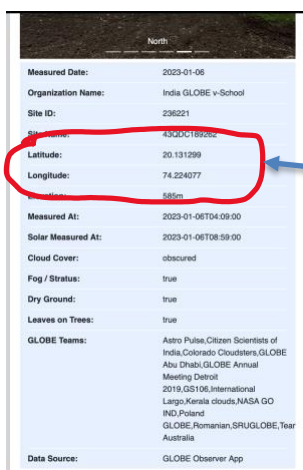 North
Measured Date: 2023-01-06
Organization Name: India GLOBE v-School
Site ID: 236221
Site Name: 43QDC189262
Latitude: 20.131299
Longitude: 74.224077
Elevation: 585m
Measured At: 2023-01-06T04:09:00
Solar Measured At: 2023-01-06T08:59:00
Cloud Cover: obscured
Fog / Stratus: true
Dry Ground: true
Leaves on Trees: true
GLOBE Teams: Astro Pulse,Citizen Scientists of
India,Colorado Cloudsters,GLOBE
Abu Dhabi,GLOBE Annual
Meeting Detroit
2019,GS106,International
Largo,Kerala clouds,NASA GO
IND,Poland
GLOBE,Romanian,SRUGLOBE,Tear
Australia
Data Source: GLOBE Observer App